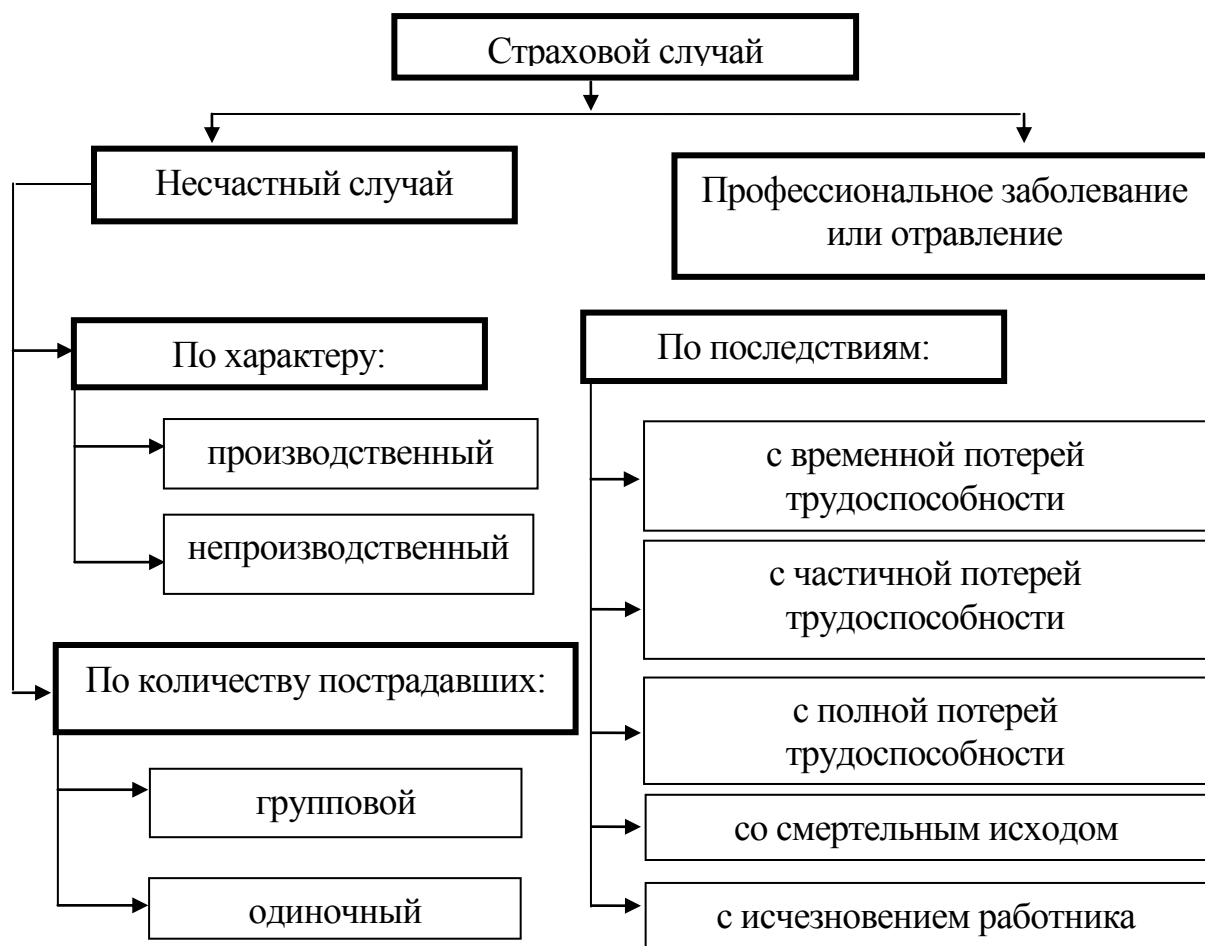 Страховой случай
Несчастный случай
Профессиональное заболевание
или отравление
По характеру:
производственный
непроизводственный
По количеству пострадавших:
групповой
одиночный
По последствиям:
с временной потерей
трудоспособности
с частичной потерей
трудоспособности
с полной потерей
трудоспособности
со смертельным исходом
с исчезновением работника